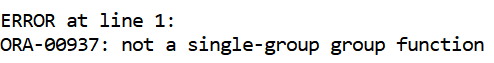 ERROR at line 1:
ORA-00937: not a single-group group function